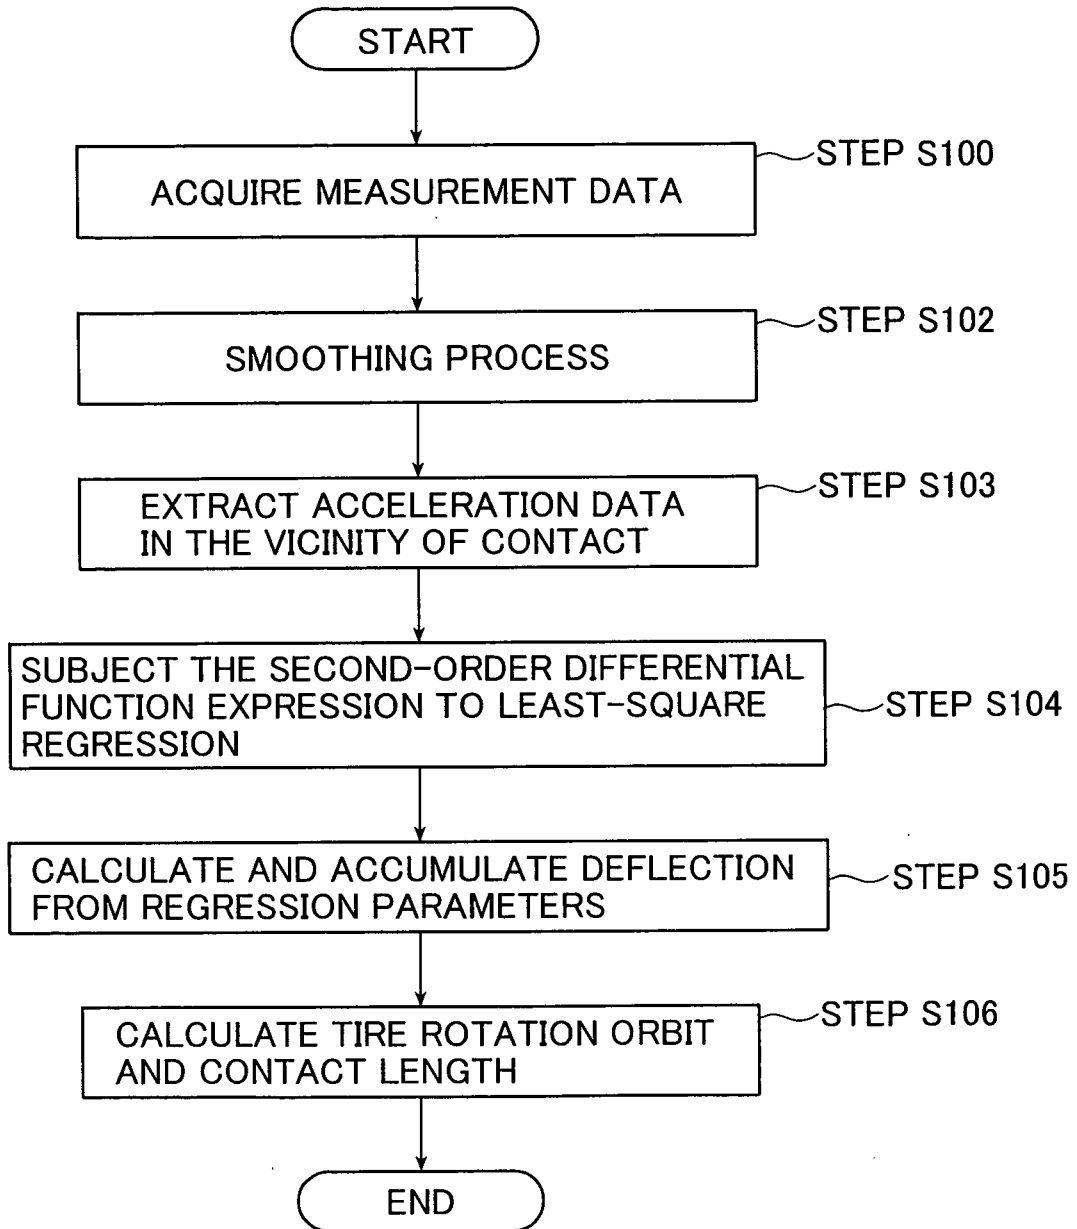 START
STEP S100
ACQUIRE MEASUREMENT DATA
STEP S102
SMOOTHING PROCESS
STEP S103
EXTRACT ACCELERATION DATA
IN THE VICINITY OF CONTACT
SUBJECT THE SECOND-ORDER DIFFERENTIAL
FUNCTION EXPRESSION TO LEAST-SQUARE
REGRESSION
STEP S104
CALCULATE AND ACCUMULATE DEFLECTION
FROM REGRESSION PARAMETERS
STEP S105
CALCULATE TIRE ROTATION ORBIT
AND CONTACT LENGTH
STEP S106
END